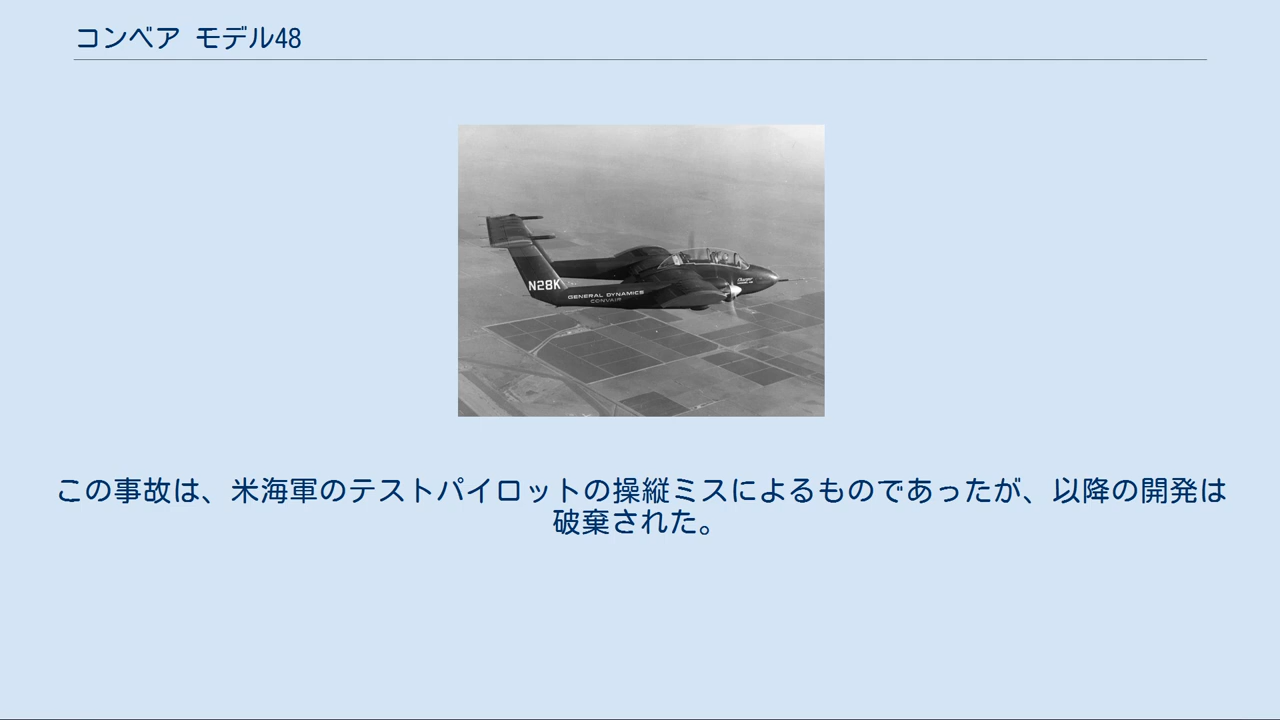 コンベア モデル48
N28K
GENERAL DYNAMICS
CONVAIR
この事故は、米海軍のテストパイロットの操縦ミスによるものであったが、以降の開発は
破棄された。